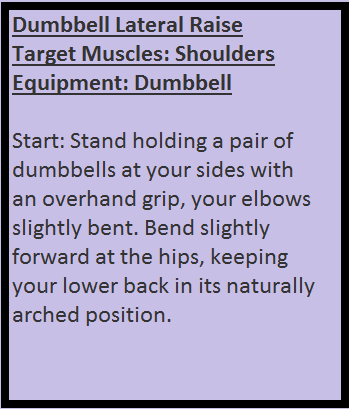 Dumbbell Lateral Raise
Target Muscles: Shoulders
Equipment: Dumbbell
Start: Stand holding a pair of
dumbbells at your sides with
an overhand grip, your elbows
slightly bent. Bend slightly
forward at the hips, keeping
your lower back in its naturally
arched position.